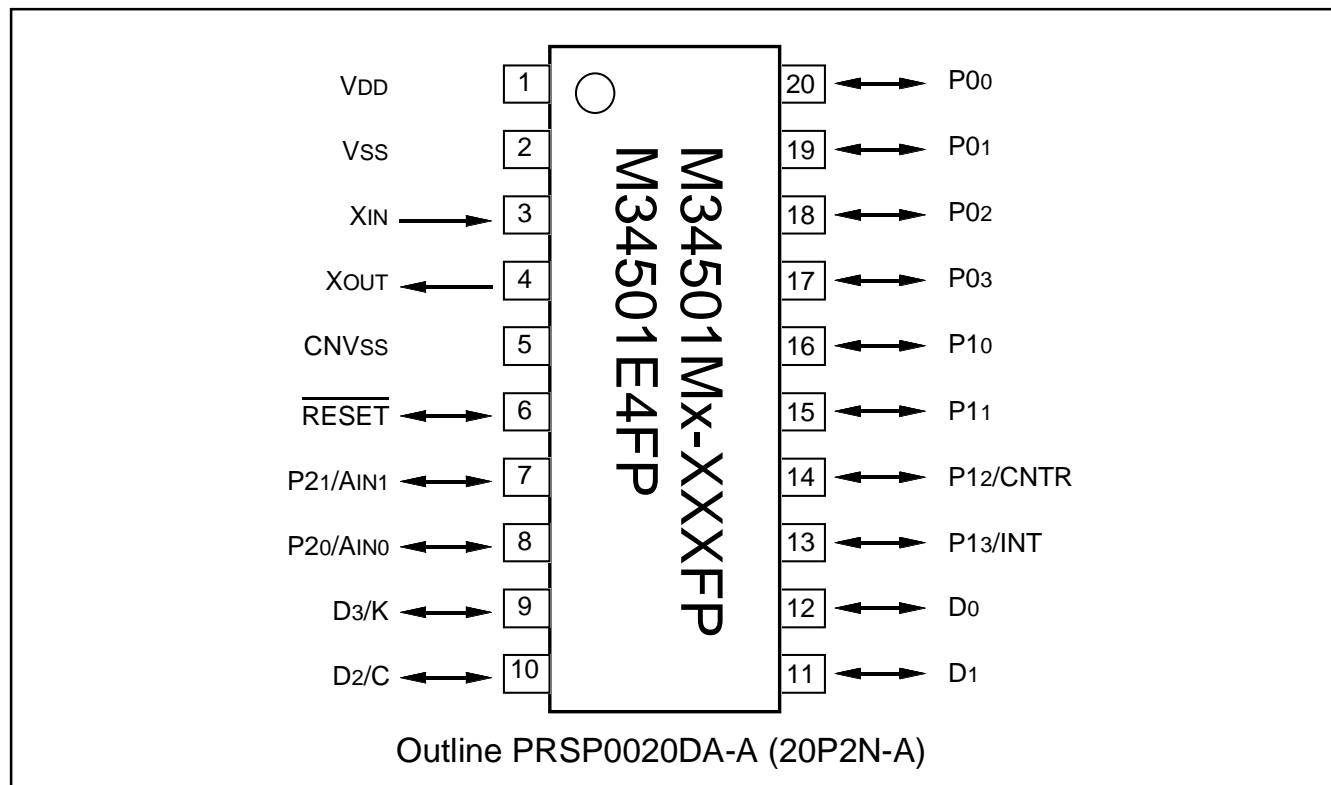 VDD 1 20 P00
VSS 2 19 P01
XIN 3 18 P02
XOUT 4 17 P03
CNVSS 5 16 P10
RESET 6 15 P11
P21/AIN1 7 14 P12/CNTR
P20/AIN0 8 13 P13/INT
D3/K 9 12 D0
D2/C 10 11 D1
M34501Mx-XXXFP
M34501E4FP
Outline PRSP0020DA-A (20P2N-A)